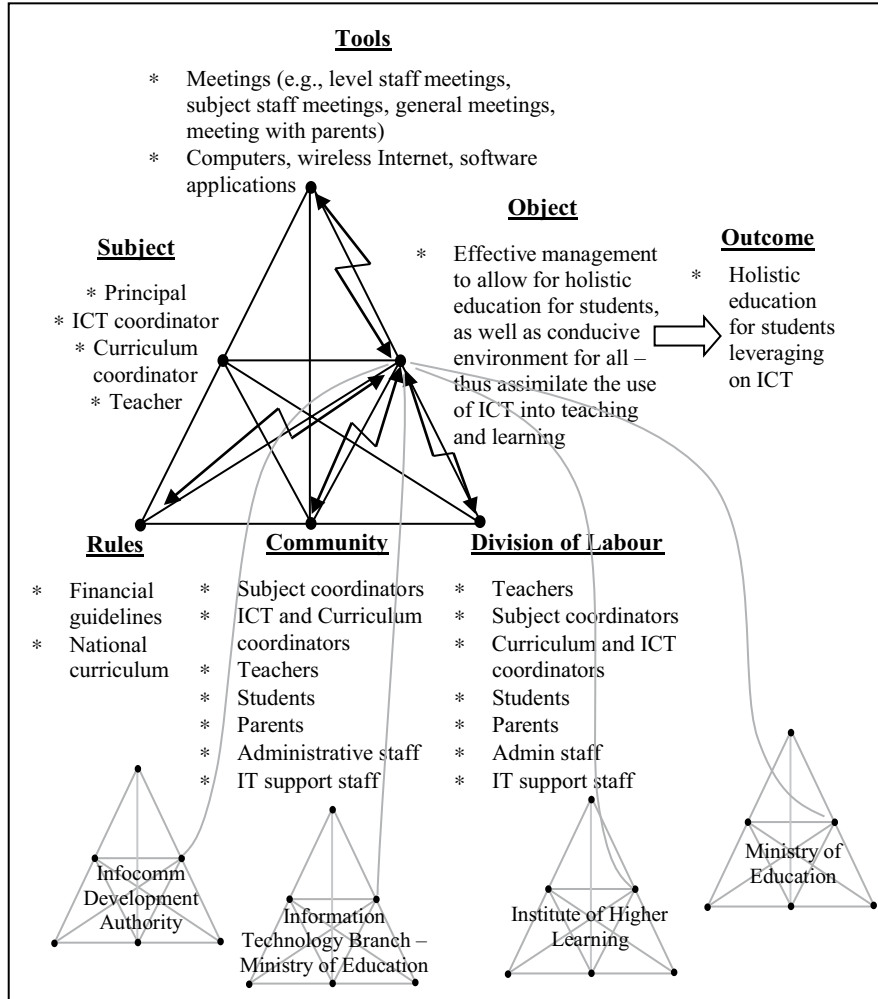 Tools
* Meetings (e.g., level staff meetings,
subject staff meetings, general meetings,
meeting with parents)
* Computers, wireless Internet, software
applications
Subject
* Principal
* ICT coordinator
* Curriculum
coordinator
* Teacher
Object
* Effective management
to allow for holistic
education for students,
as well as conducive
environment for all –
thus assimilate the use
of ICT into teaching
and learning
Outcome
* Holistic
education
for students
leveraging
on ICT
Rules
* Financial
guidelines
* National
curriculum
Community
* Subject coordinators
* ICT and Curriculum
coordinators
* Teachers
* Students
* Parents
* Administrative staff
* IT support staff
Division of Labour
* Teachers
* Subject coordinators
* Curriculum and ICT
coordinators
* Students
* Parents
* Admin staff
* IT support staff
Infocomm
Development
Authority
Information
Technology Branch –
Ministry of Education
Institute of Higher
Learning
Ministry of
Education